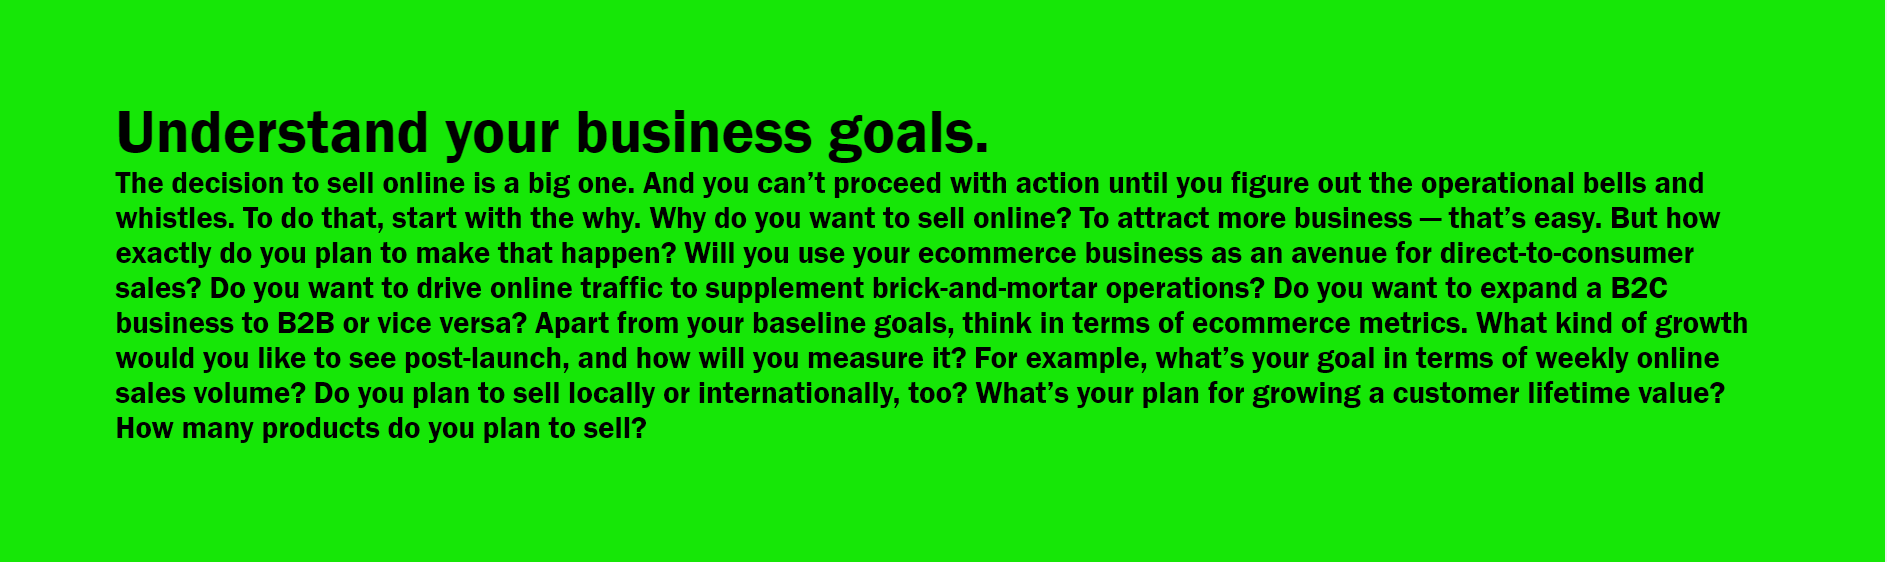 Understand your business goals.
The decision to sell online is a big one. And you can’t proceed with action until you figure out the operational bells and
whistles. To do that, start with the why. Why do you want to sell online? To attract more business — that’s easy. But how
exactly do you plan to make that happen? Will you use your ecommerce business as an avenue for direct-to-consumer
sales? Do you want to drive online traffic to supplement brick-and-mortar operations? Do you want to expand a B2C
business to B2B or vice versa? Apart from your baseline goals, think in terms of ecommerce metrics. What kind of growth
would you like to see post-launch, and how will you measure it? For example, what’s your goal in terms of weekly online
sales volume? Do you plan to sell locally or internationally, too? What’s your plan for growing a customer lifetime value?
How many products do you plan to sell?